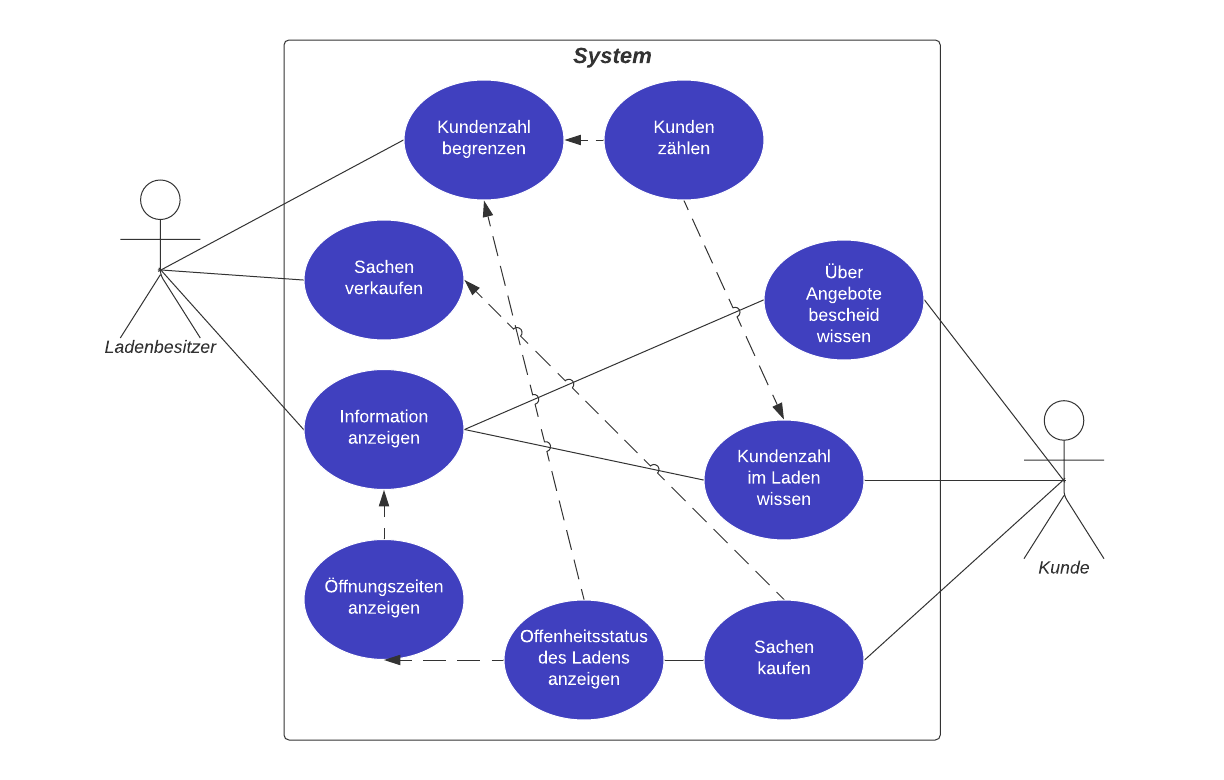 System
Kundenzahl
begrenzen
Kunden
zählen
Sachen
verkaufen
Über
Angebote
bescheid
wissen
Ladenbesitzer
Information
anzeigen
Kundenzahl
im Laden
wissen
Kunde
Öffnungszeiten
anzeigen
Offenheitsstatus
des Ladens
anzeigen
Sachen
kaufen